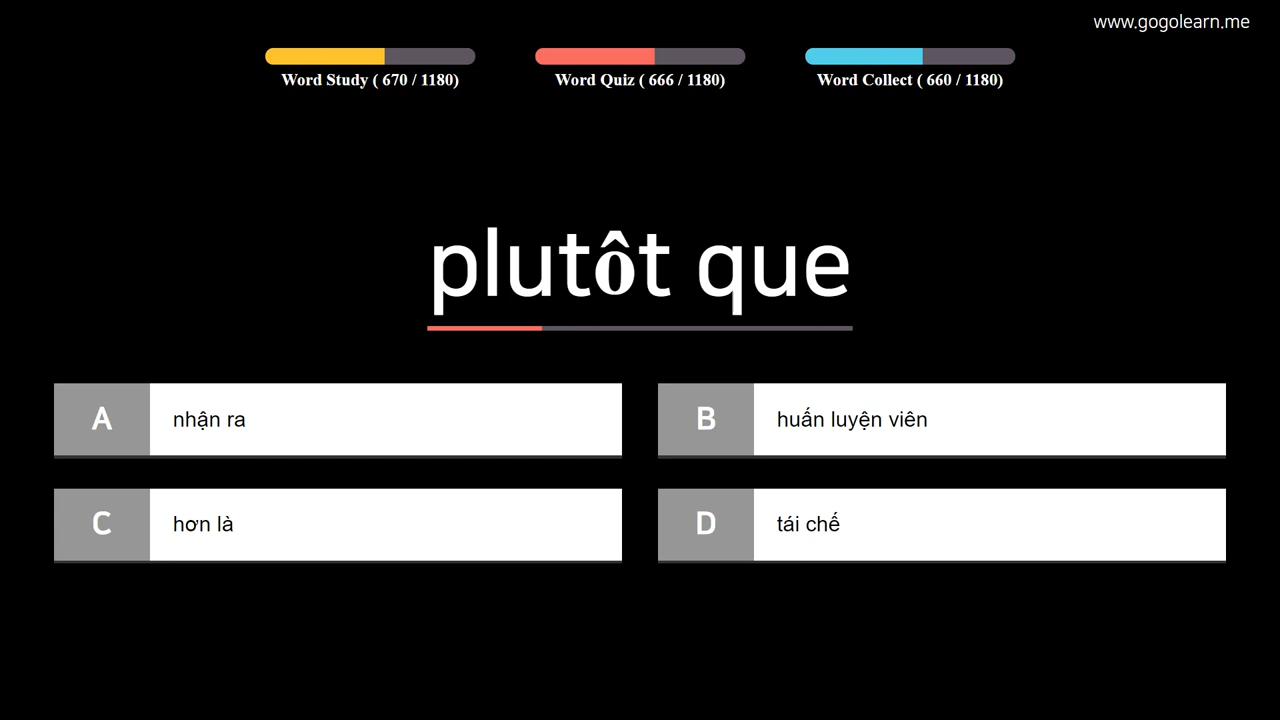 www.gogolearn.me
Word Study ( 670 / 1180)
Word Quiz ( 666 / 1180)
Word Collect ( 660 / 1180)
plutôt que
A nhận ra
B huấn luyện viên
C hơn là
D tái chế